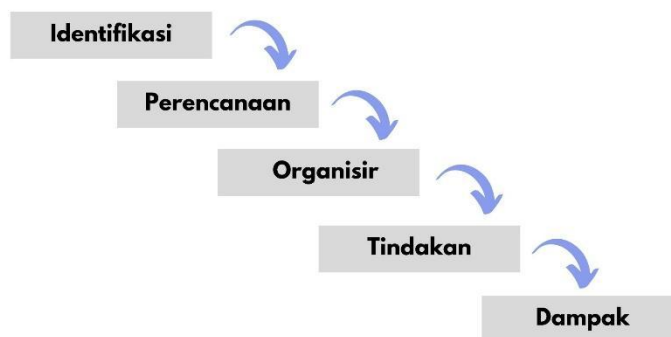 Identifikasi
Perencanaan
Organisir
Tindakan
Dampak